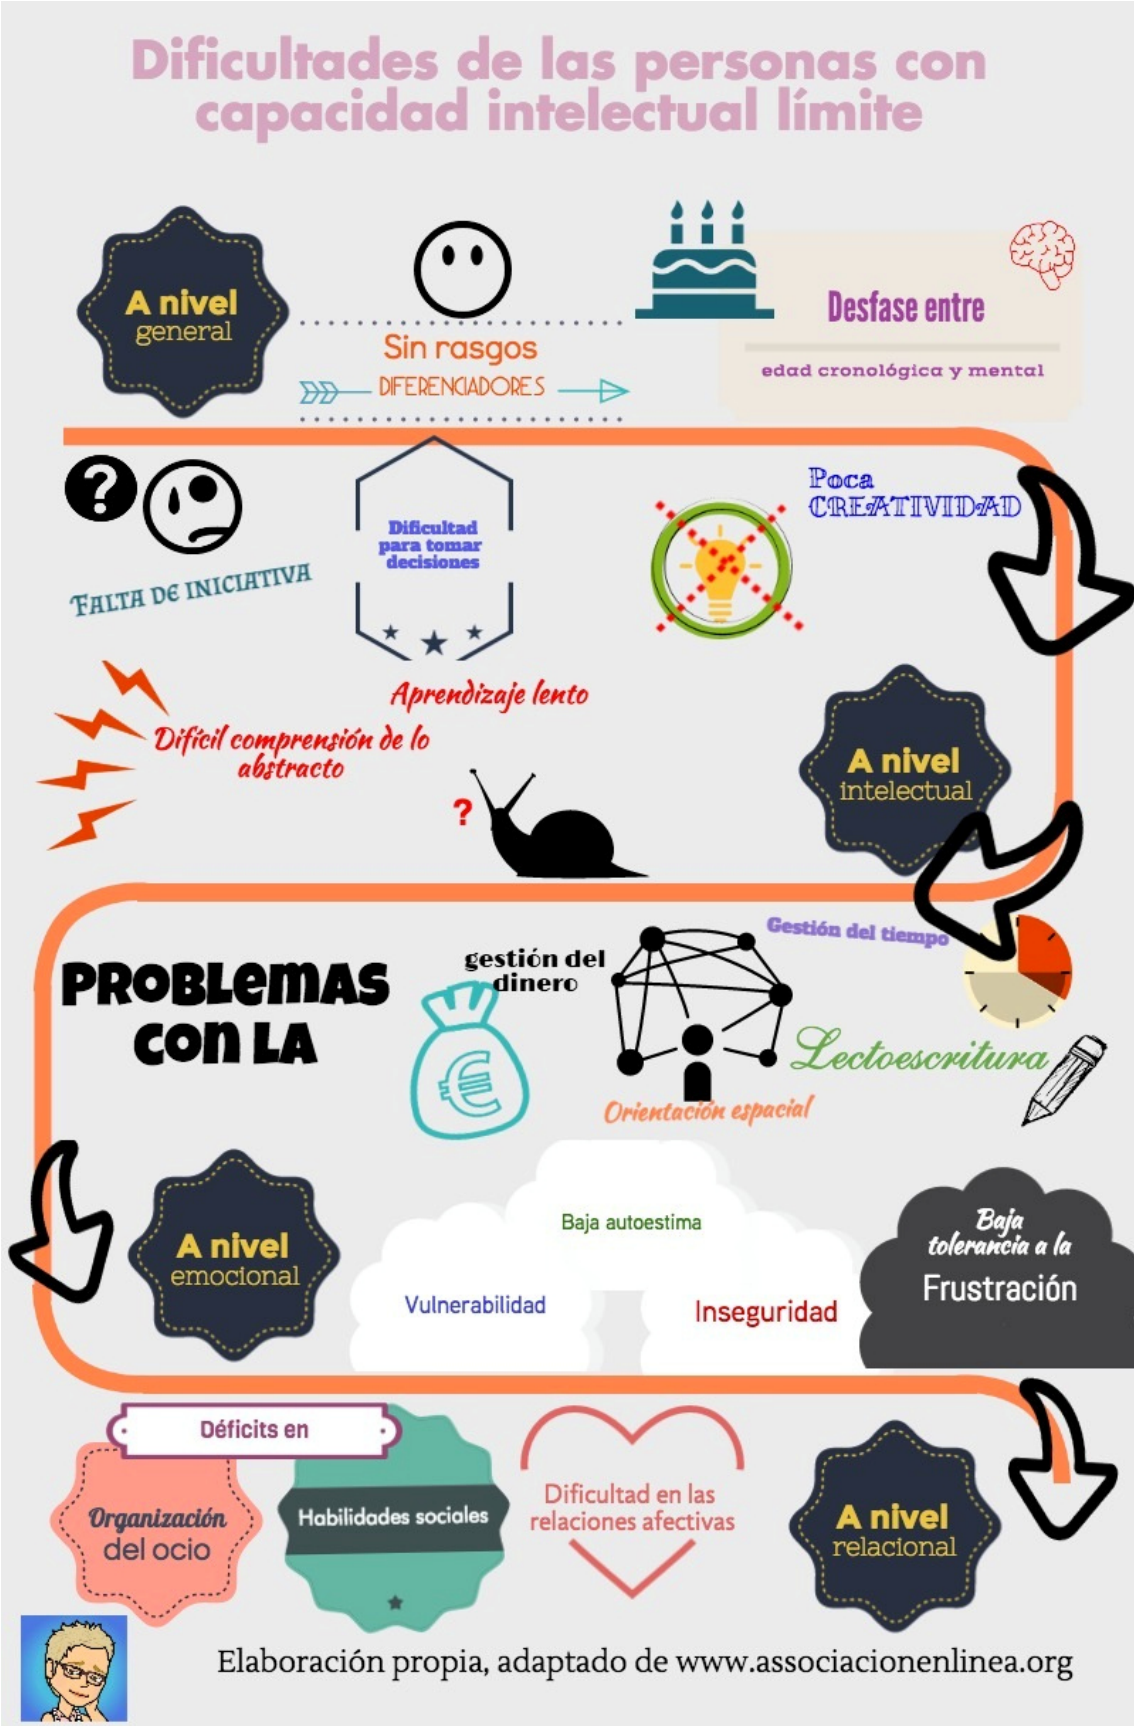 Dificultades de las personas con
capacidad intelectual límite
A nivel
general
Sin rasgos
DIFERENCIADORES
Desfase entre
edad cronológica y mental
?
FALTA DE INICIATIVA
Dificultad
para tomar
decisiones
Poca
CREATIVIDAD
Aprendizaje lento
Difícil comprensión de lo
abstracto
?
A nivel
intelectual
PROBLEMAS
CON LA
gestión del
dinero
€
Gestión del tiempo
Lectoescritura
Orientación espacial
A nivel
emocional
Baja autoestima
Vulnerabilidad
Inseguridad
Baja
tolerancia a la
Frustración
Déficits en
Organización
del ocio
Habilidades sociales
Dificultad en las
relaciones afectivas
A nivel
relacional
Elaboración propia, adaptado de www.associacionenlinea.org